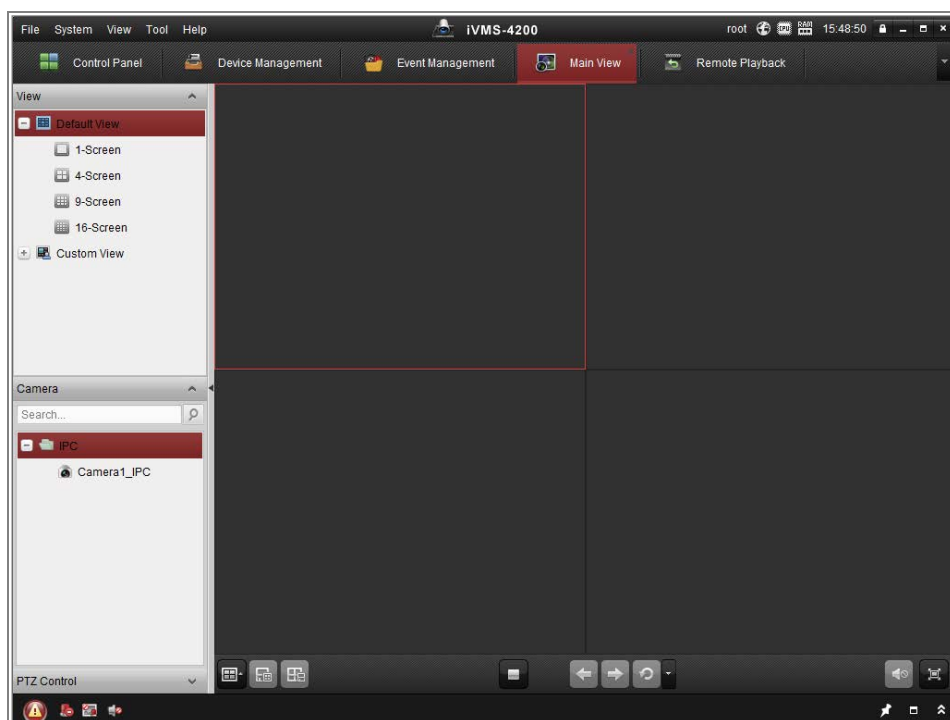 File System View Tool Help iVMS-4200 root CPU RAM 15:48:50
Control Panel Device Management Event Management Main View Remote Playback
View
Default View
1-Screen
4-Screen
9-Screen
16-Screen
Custom View
Camera
Search...
IPC
Camera1_IPC
PTZ Control